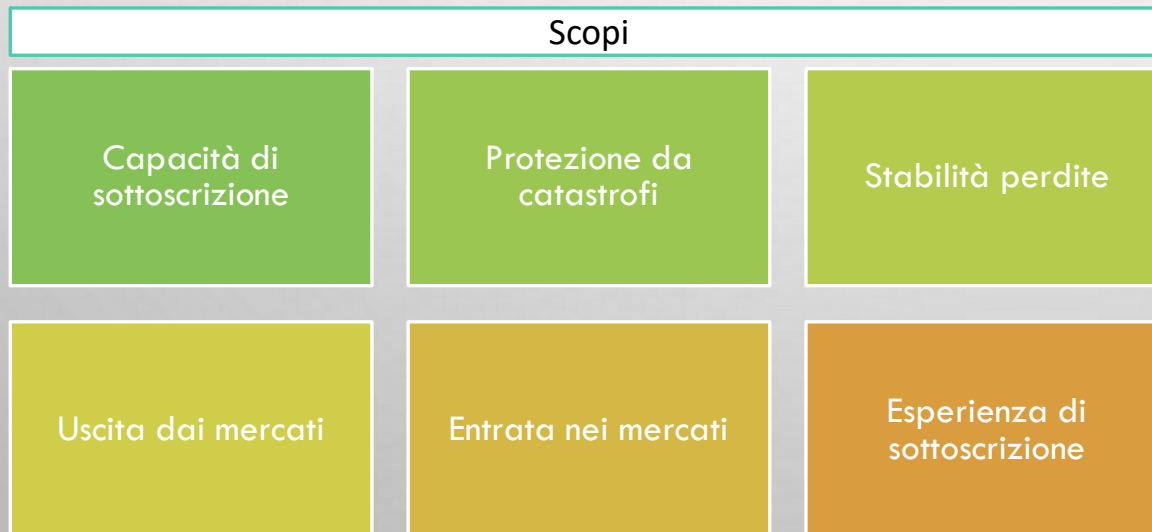 Scopi
Capacità di
sottoscrizione
Protezione da
catastrofi
Stabilità perdite
Uscita dai mercati
Entrata nei mercati
Esperienza di
sottoscrizione